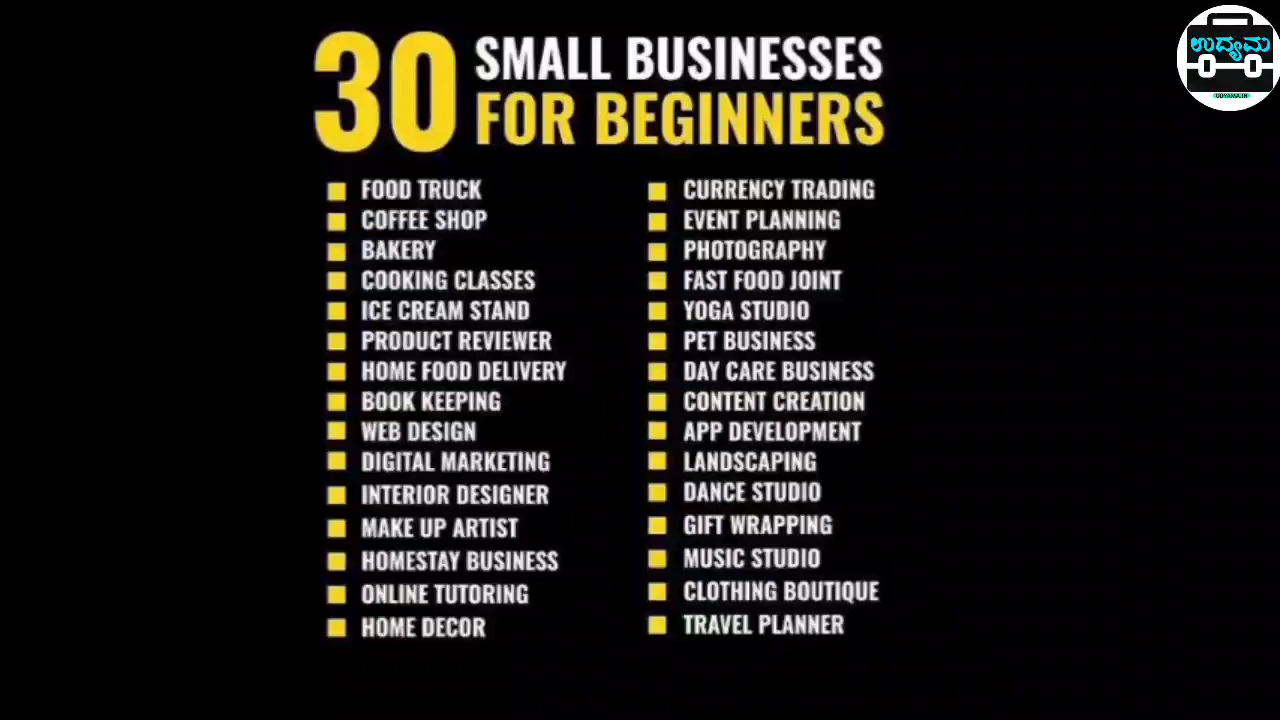 30 SMALL BUSINESSES
FOR BEGINNERS
FOOD TRUCK
COFFEE SHOP
BAKERY
COOKING CLASSES
ICE CREAM STAND
PRODUCT REVIEWER
HOME FOOD DELIVERY
BOOK KEEPING
WEB DESIGN
DIGITAL MARKETING
INTERIOR DESIGNER
MAKE UP ARTIST
HOMESTAY BUSINESS
ONLINE TUTORING
HOME DECOR
CURRENCY TRADING
EVENT PLANNING
PHOTOGRAPHY
FAST FOOD JOINT
YOGA STUDIO
PET BUSINESS
DAY CARE BUSINESS
CONTENT CREATION
APP DEVELOPMENT
LANDSCAPING
DANCE STUDIO
GIFT WRAPPING
MUSIC STUDIO
CLOTHING BOUTIQUE
TRAVEL PLANNER
ಉದ್ಯಮ
UDYAMA.IN